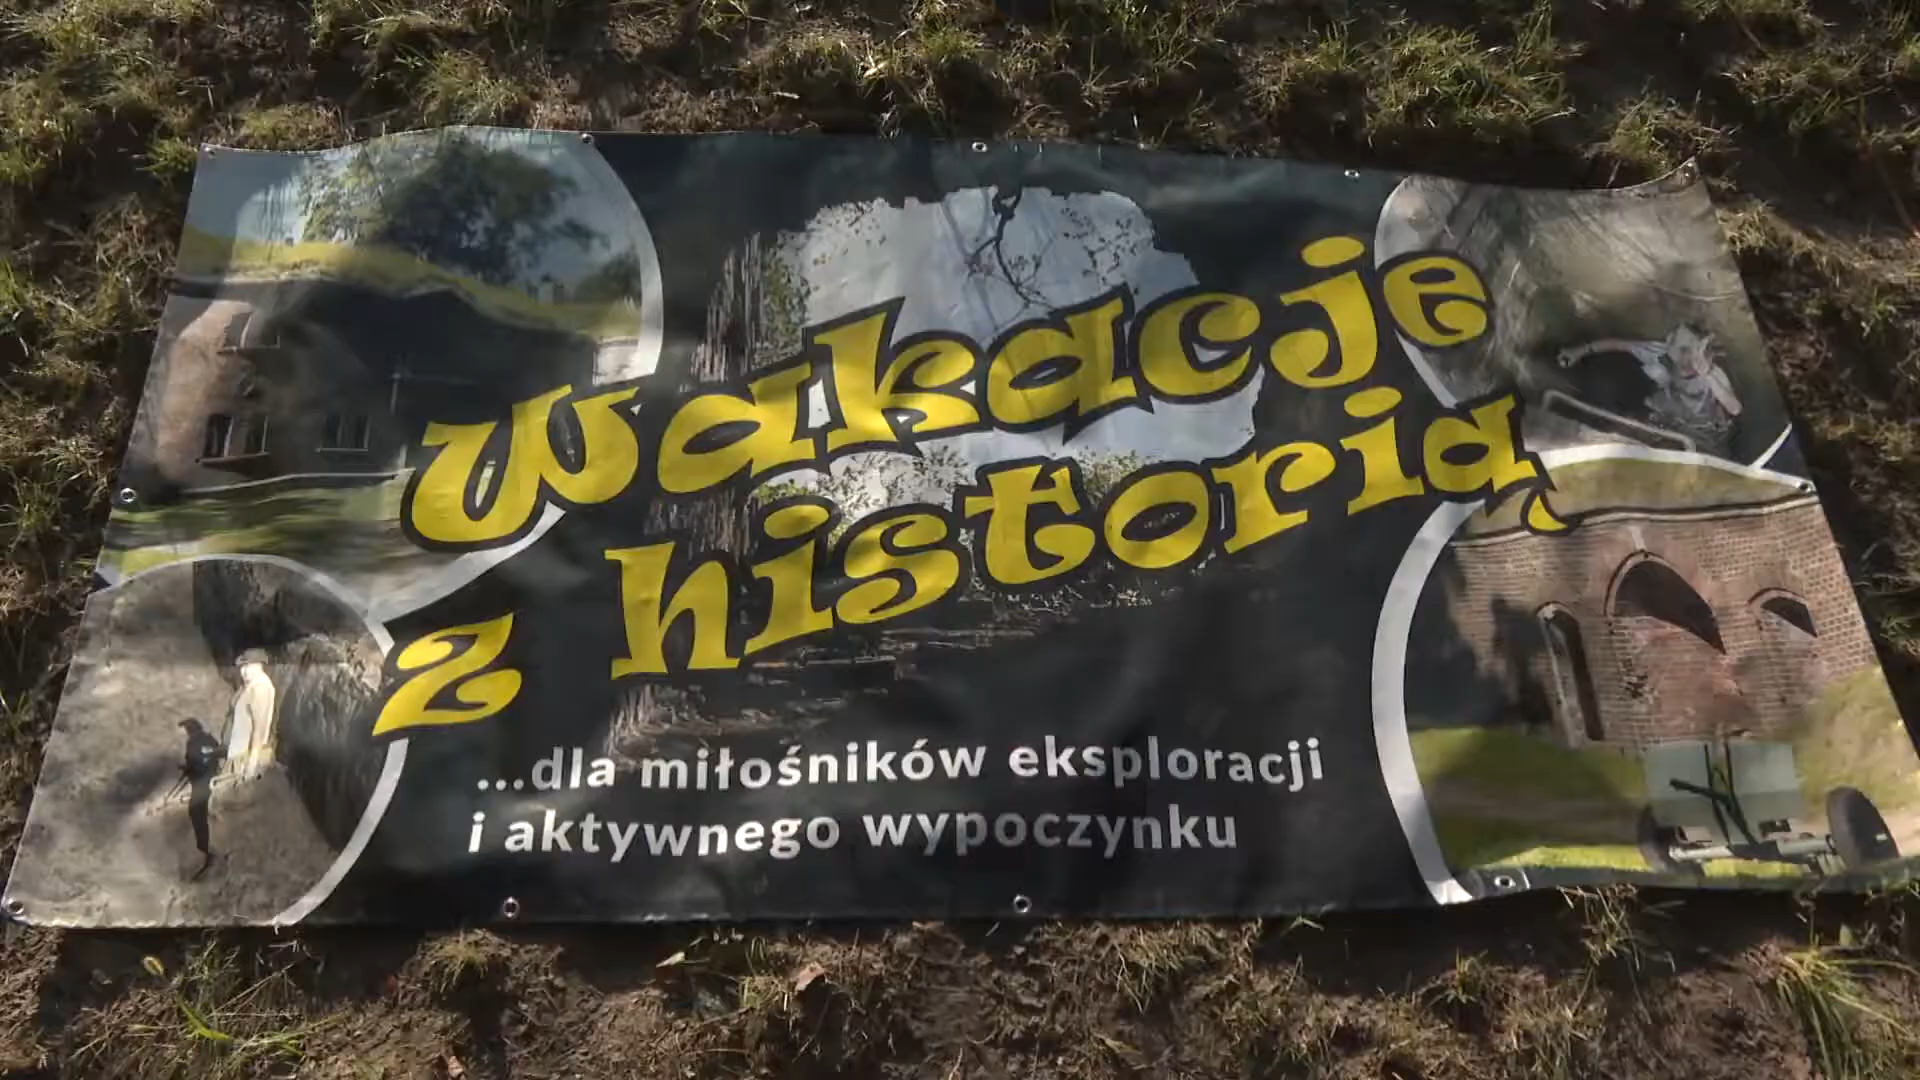 wakacje
z historią
...dla miłośników eksploracji
i aktywnego wypoczynku